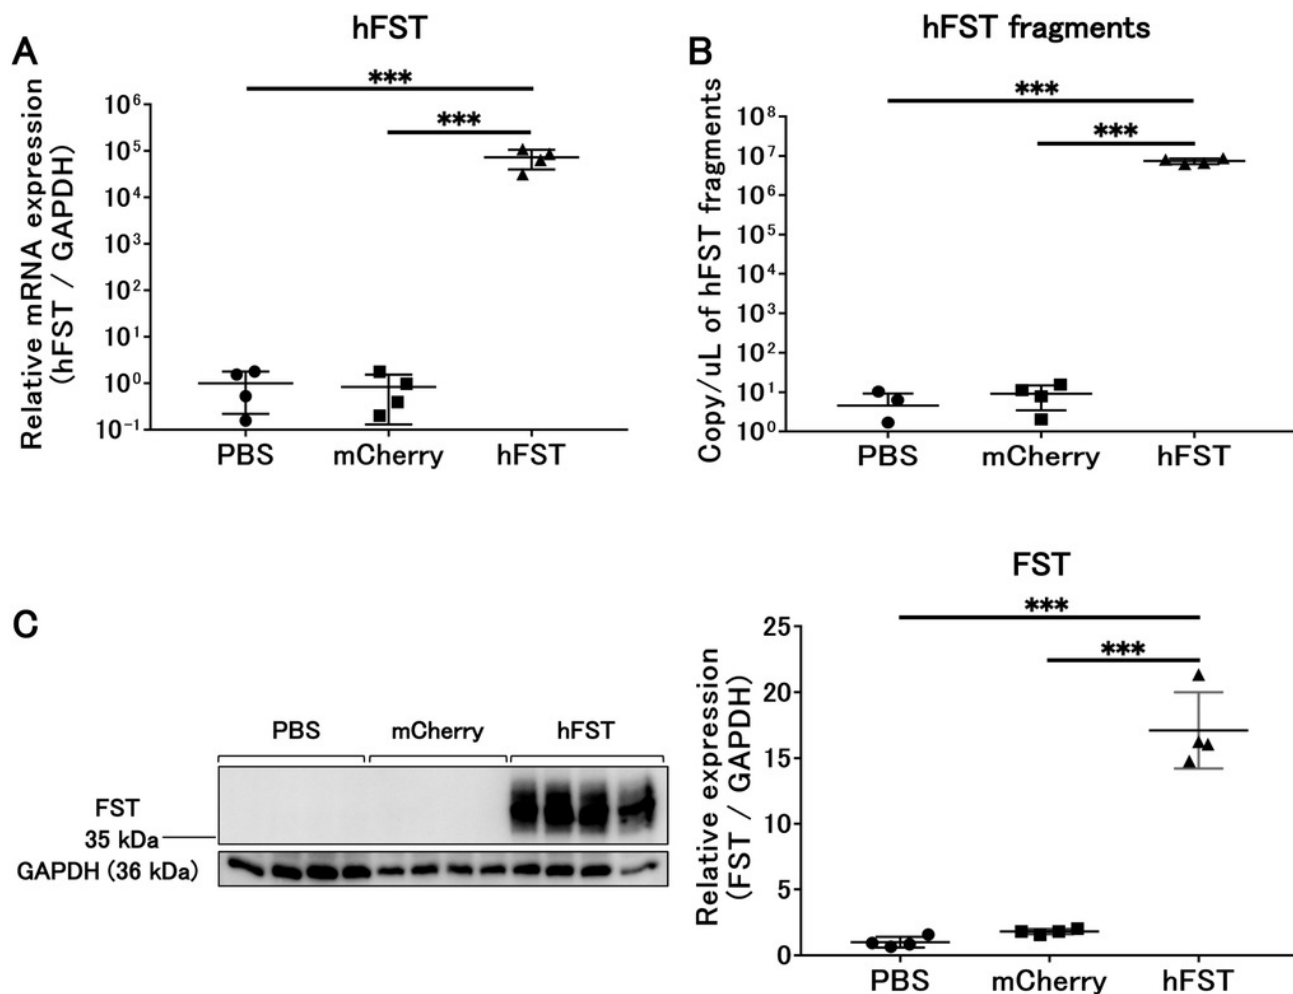 A
hFST
Relative mRNA expression
(hFST / GAPDH)
10⁶
10⁵
10⁴
10³
10²
10¹
10⁰
10⁻¹
***
***
PBS mCherry hFST
B
hFST fragments
Copy/uL of hFST fragments
10⁸
10⁷
10⁶
10⁵
10⁴
10³
10²
10¹
10⁰
***
***
PBS mCherry hFST
C
PBS mCherry hFST
FST
35 kDa
GAPDH (36 kDa)
FST
Relative expression
(FST / GAPDH)
25
20
15
10
5
0
***
***
PBS mCherry hFST